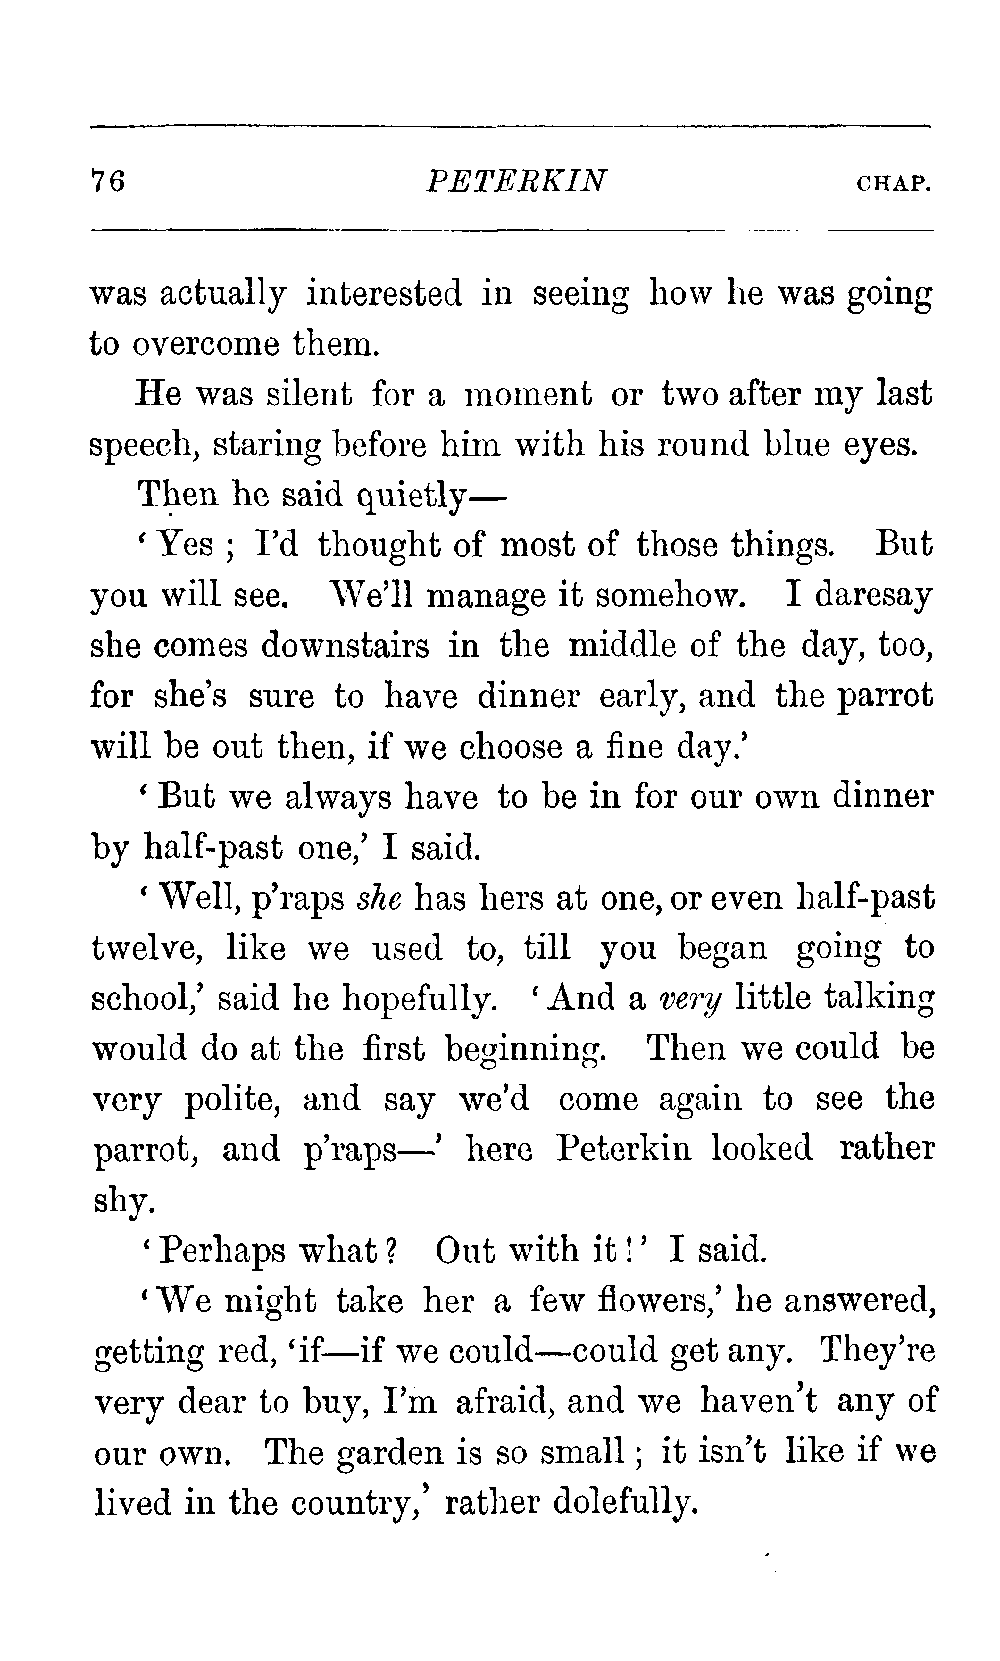 76 PETERKIN CHAP.
was actually interested in seeing how he was going
to overcome them.
He was silent for a moment or two after my last
speech, staring before him with his round blue eyes.
Then he said quietly—
‘Yes ; I’d thought of most of those things. But
you will see. We’ll manage it somehow. I daresay
she comes downstairs in the middle of the day, too,
for she’s sure to have dinner early, and the parrot
will be out then, if we choose a fine day.’
‘But we always have to be in for our own dinner
by half-past one,’ I said.
‘Well, p’raps she has hers at one, or even half-past
twelve, like we used to, till you began going to
school,’ said he hopefully. ‘And a very little talking
would do at the first beginning. Then we could be
very polite, and say we’d come again to see the
parrot, and p’raps—’ here Peterkin looked rather
shy.
‘Perhaps what ? Out with it !’ I said.
‘We might take her a few flowers,’ he answered,
getting red, ‘if—if we could—could get any. They’re
very dear to buy, I’m afraid, and we haven’t any of
our own. The garden is so small ; it isn’t like if we
lived in the country,’ rather dolefully.